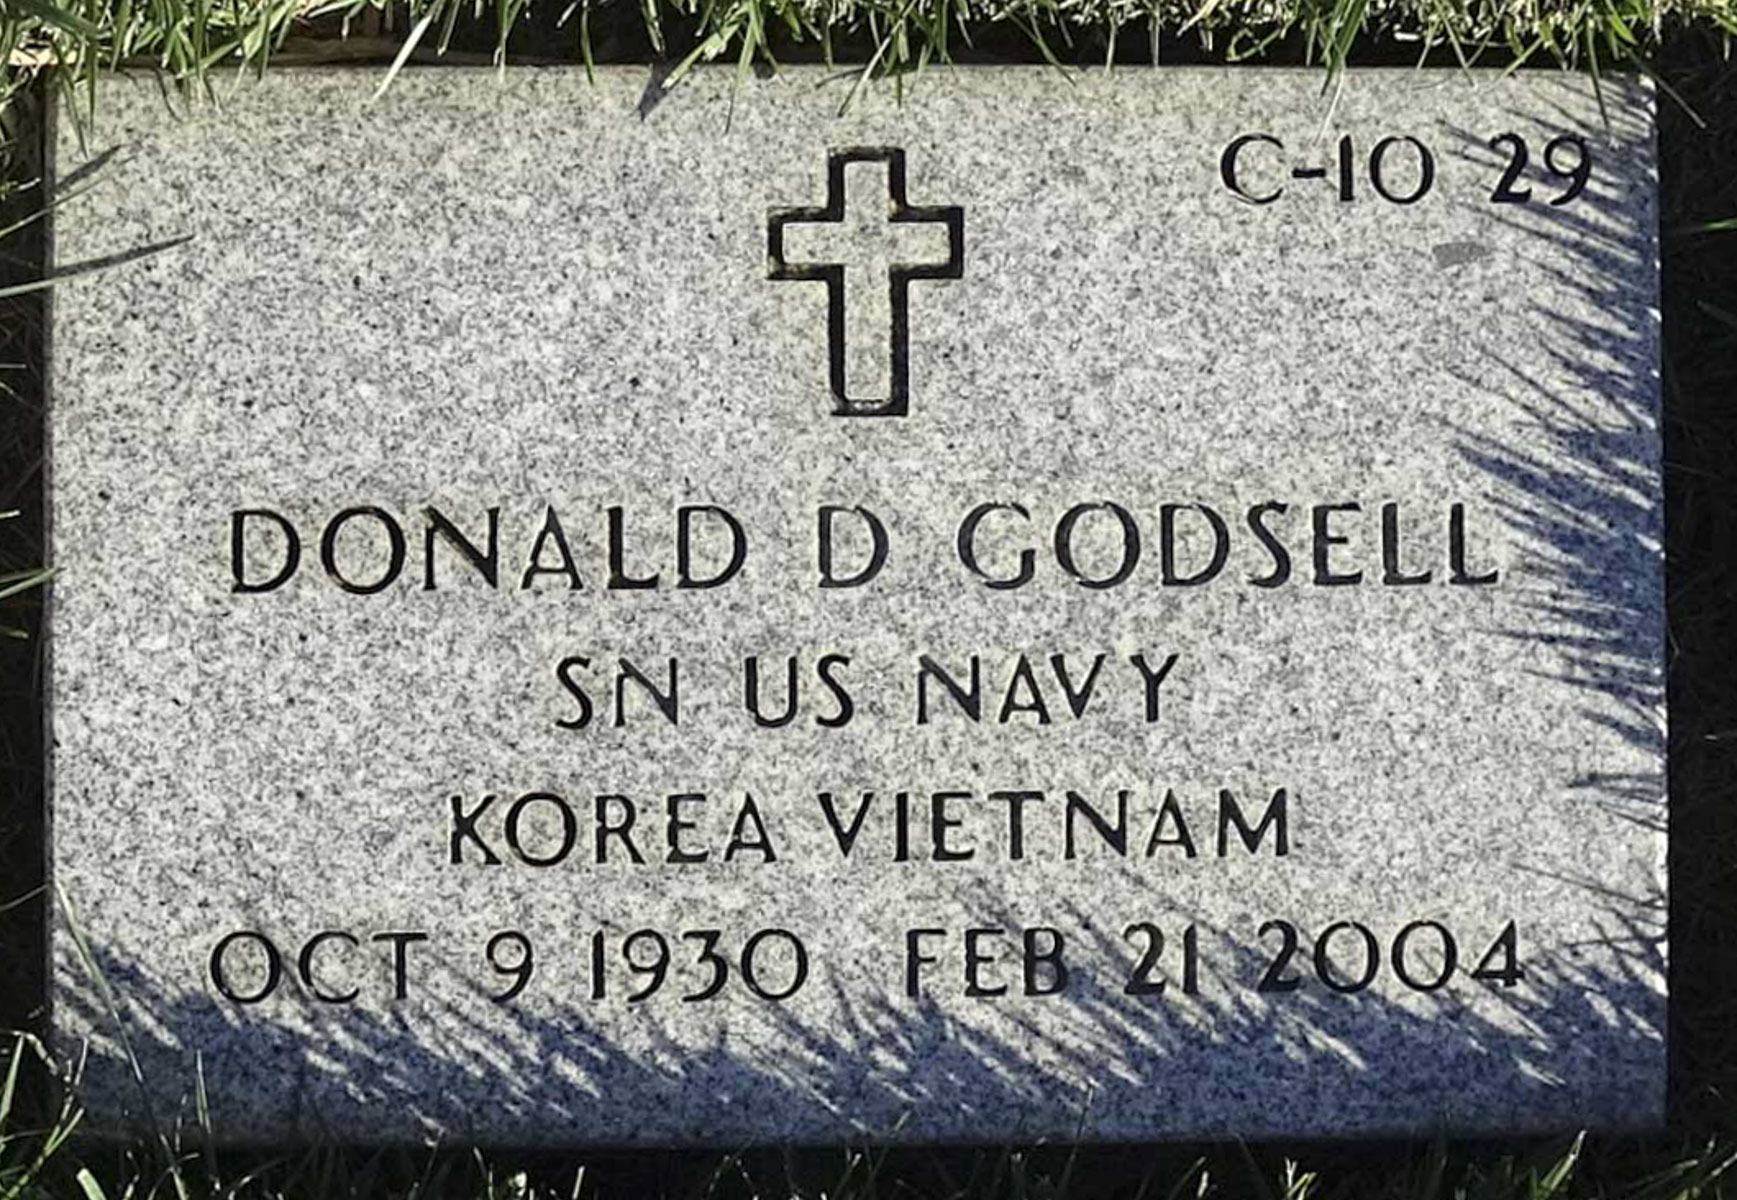 C-10 29
DONALD D GODSELL
SN US NAVY
KOREA VIETNAM
OCT 9 1930 FEB 21 2004